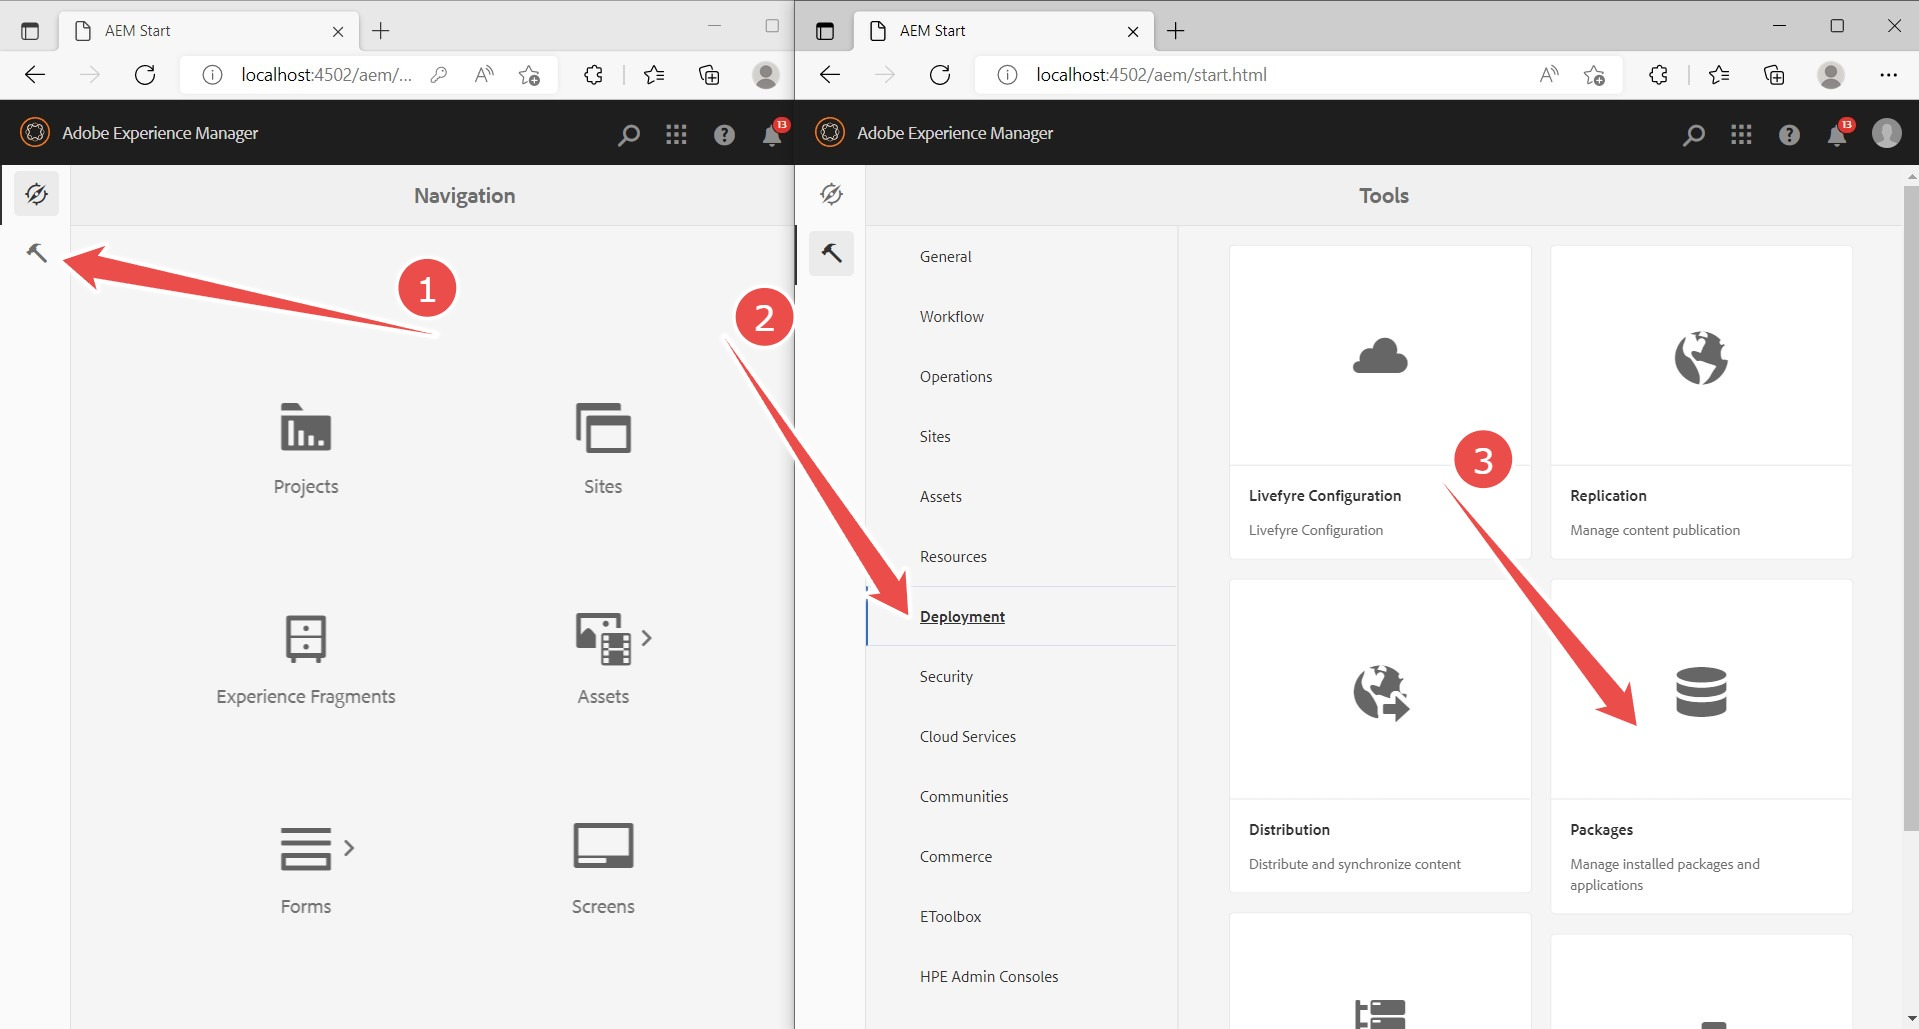 AEM Start
localhost:4502/aem/...
Adobe Experience Manager
13
Navigation
1
Projects
Sites
Experience Fragments
Assets
Forms
Screens
AEM Start
localhost:4502/aem/start.html
Adobe Experience Manager
13
Tools
2
General
Workflow
Operations
Sites
Assets
Resources
Deployment
Security
Cloud Services
Communities
Commerce
EToolbox
HPE Admin Consoles
3
Livefyre Configuration
Livefyre Configuration
Replication
Manage content publication
Distribution
Distribute and synchronize content
Packages
Manage installed packages and
applications